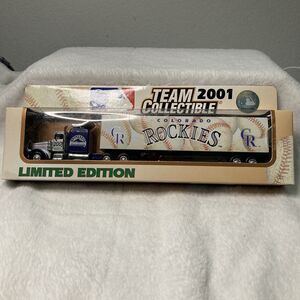 TEAM 2001
COLLECTIBLE
COLORADO
ROCKIES
CR
CR
LIMITED EDITION